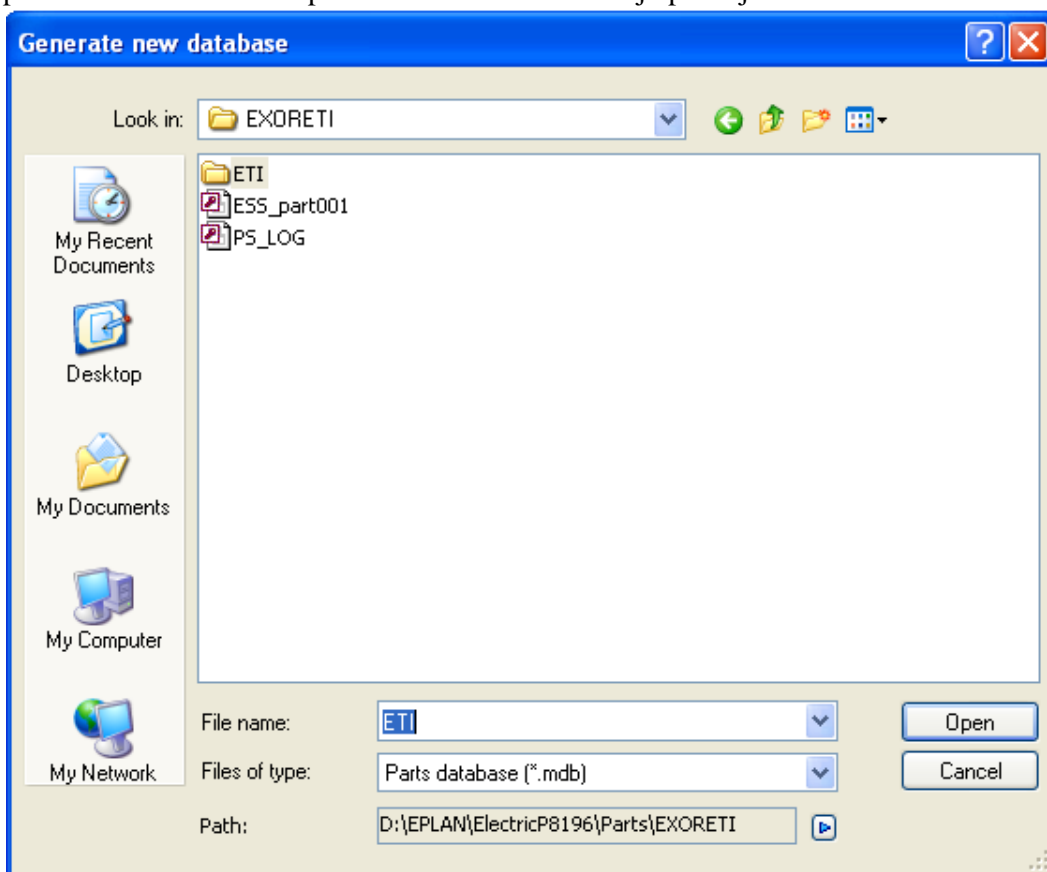 Generate new database
Look in: EXORETI
ETI
ESS_part001
PS_LOG
My Recent
Documents
Desktop
My Documents
My Computer
My Network
File name: ETI Open
Files of type: Parts database (*.mdb) Cancel
Path: D:\EPLAN\ElectricP8196\Parts\EXORETI